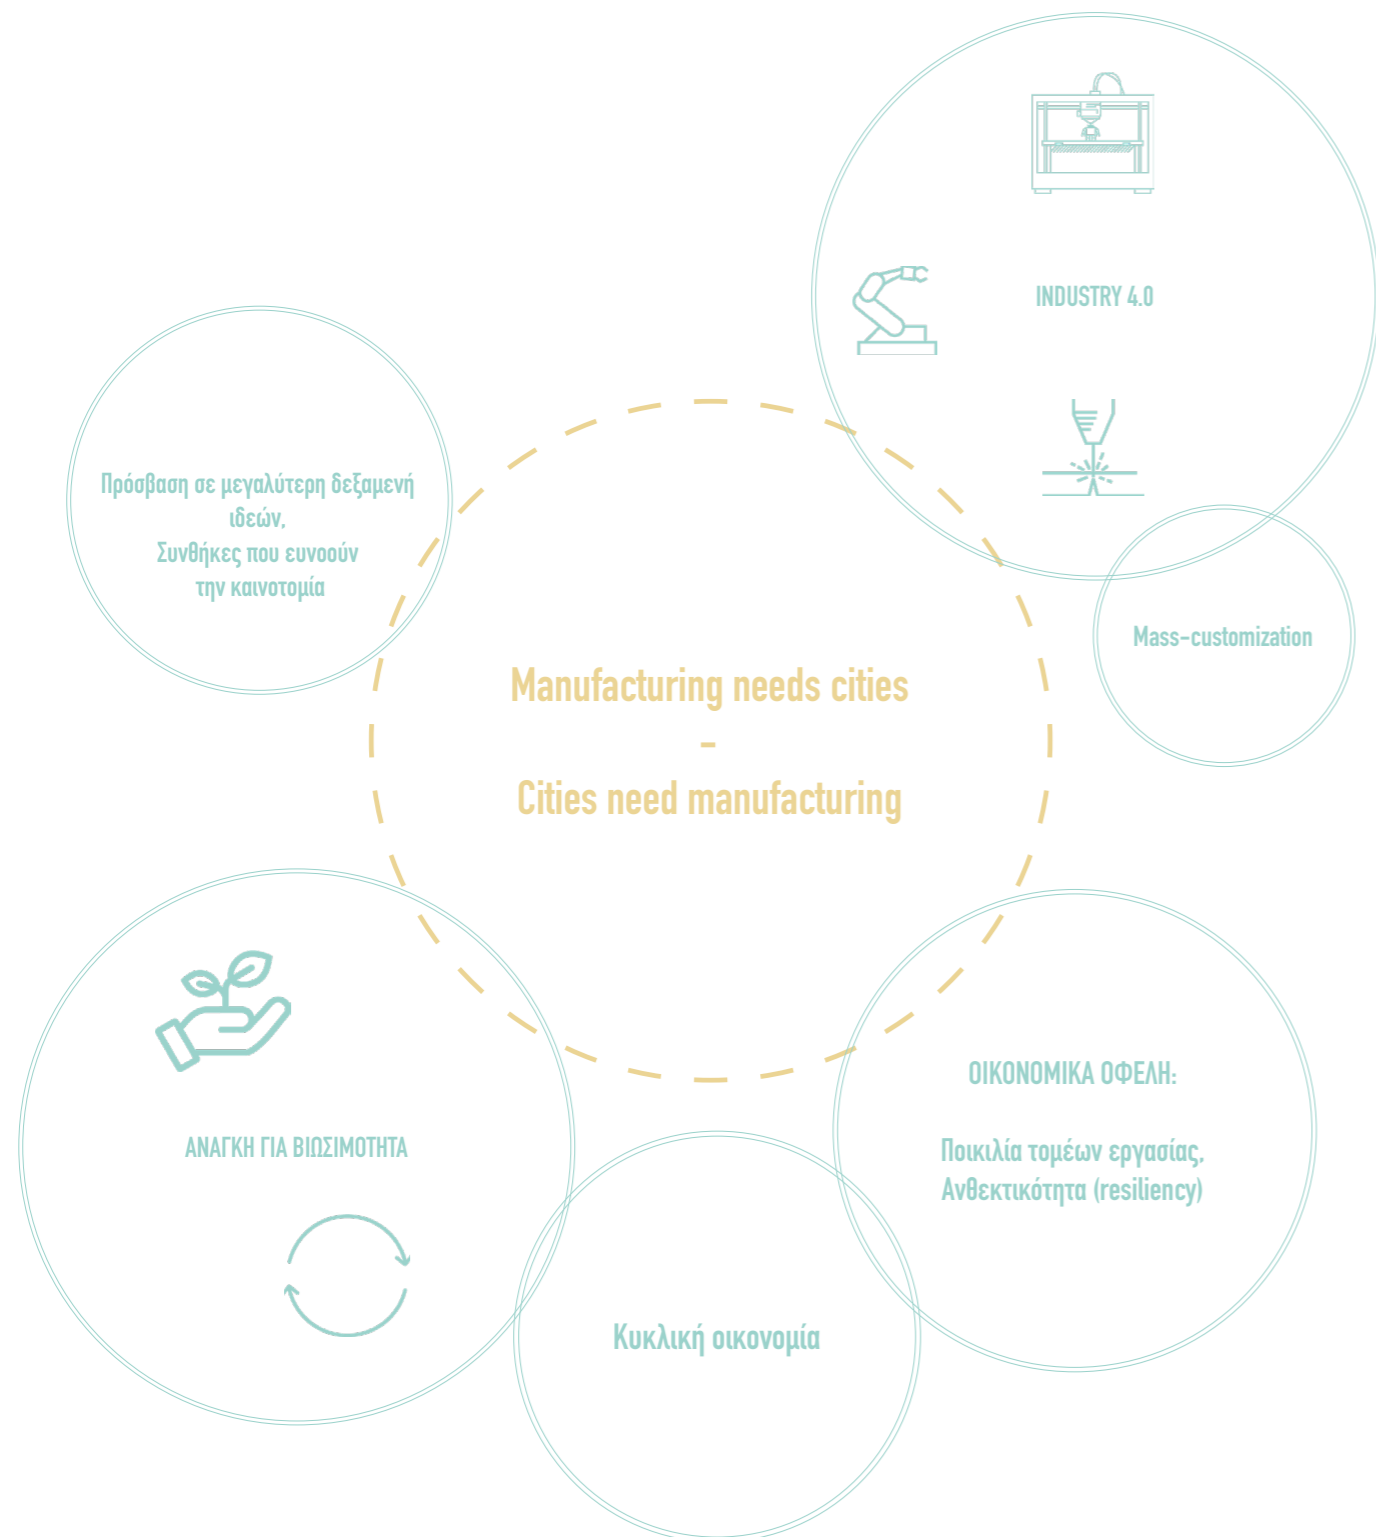 INDUSTRY 4.0
Πρόσβαση σε μεγαλύτερη δεξαμενή
ιδεών,
Συνθήκες που ευνοούν
την καινοτομία
Mass-customization
Manufacturing needs cities
-
Cities need manufacturing
ΑΝΑΓΚΗ ΓΙΑ ΒΙΩΣΙΜΟΤΗΤΑ
ΟΙΚΟΝΟΜΙΚΑ ΟΦΕΛΗ:
Ποικιλία τομέων εργασίας,
Ανθεκτικότητα (resiliency)
Κυκλική οικονομία